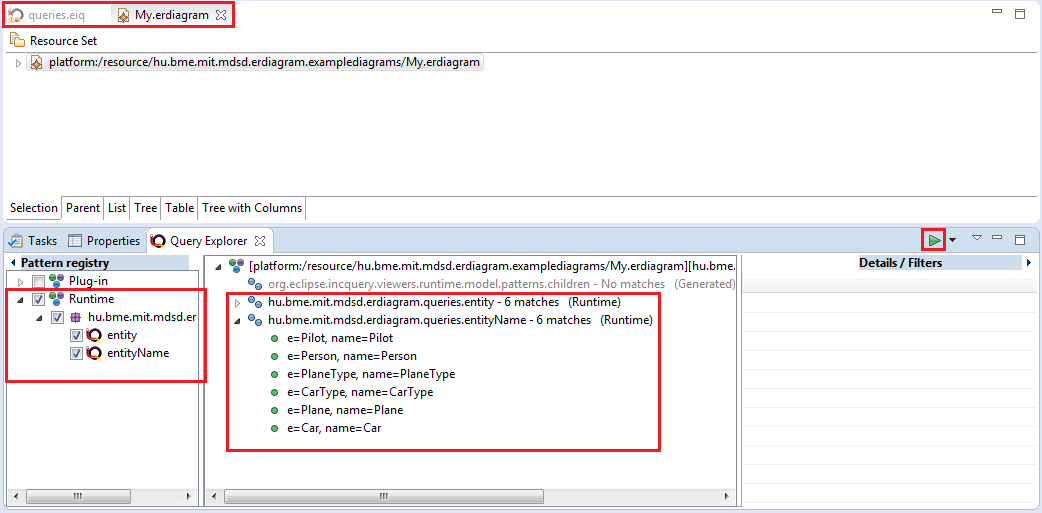 queries.eiq My.erdiagram
Resource Set
platform:/resource/hu.bme.mit.mdsd.erdiagram.examplediagrams/My.erdiagram
Selection Parent List Tree Table Tree with Columns
Tasks Properties Query Explorer
Pattern registry
Plug-in
Runtime
hu.bme.mit.mdsd.er
entity
entityName
[platform:/resource/hu.bme.mit.mdsd.erdiagram.examplediagrams/My.erdiagram][hu.bme.
org.eclipse.incquery.viewers.runtime.model.patterns.children - No matches (Generated)
hu.bme.mit.mdsd.erdiagram.queries.entity - 6 matches (Runtime)
hu.bme.mit.mdsd.erdiagram.queries.entityName - 6 matches (Runtime)
e=Pilot, name=Pilot
e=Person, name=Person
e=PlaneType, name=PlaneType
e=CarType, name=CarType
e=Plane, name=Plane
e=Car, name=Car
Details / Filters